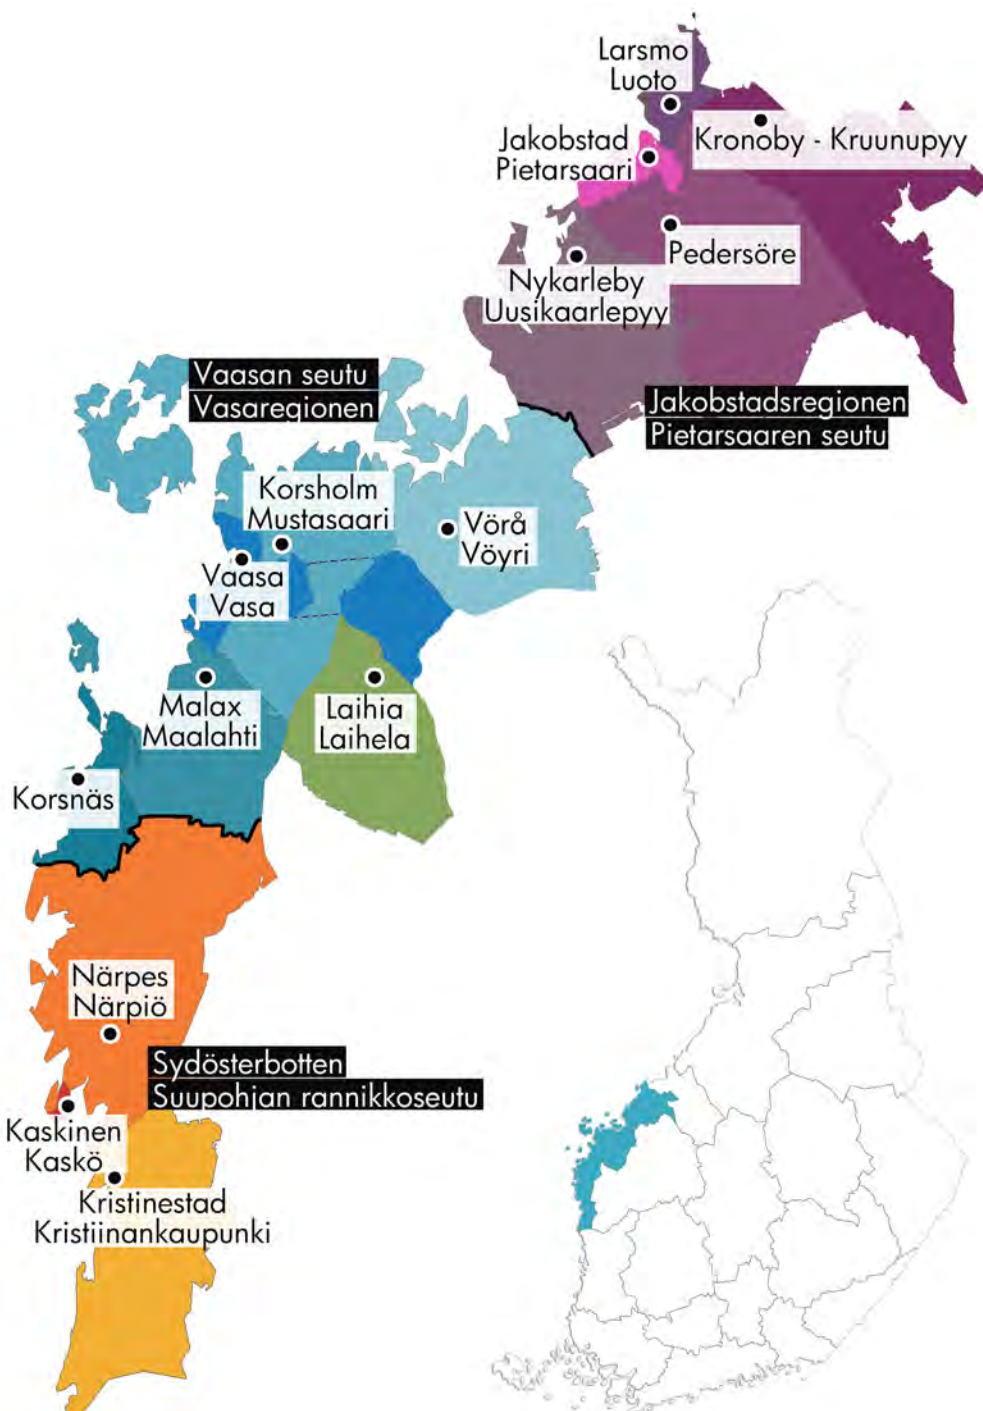 Larsmo
Luoto
Jakobstad
Pietarsaari
Kronoby - Kruunupyy
Pedersöre
Nykarleby
Uusikaarlepyy
Vaasan seutu
Vasaregionen
Jakobstadsregionen
Pietarsaaren seutu
Korsholm
Mustasaari
Vörå
Vöyri
Vaasa
Vasa
Malax
Maalahti
Laihia
Laihela
Korsnäs
Närpes
Närpiö
Sydösterbotten
Suupohjan rannikkoseutu
Kaskinen
Kaskö
Kristinestad
Kristiinankaupunki